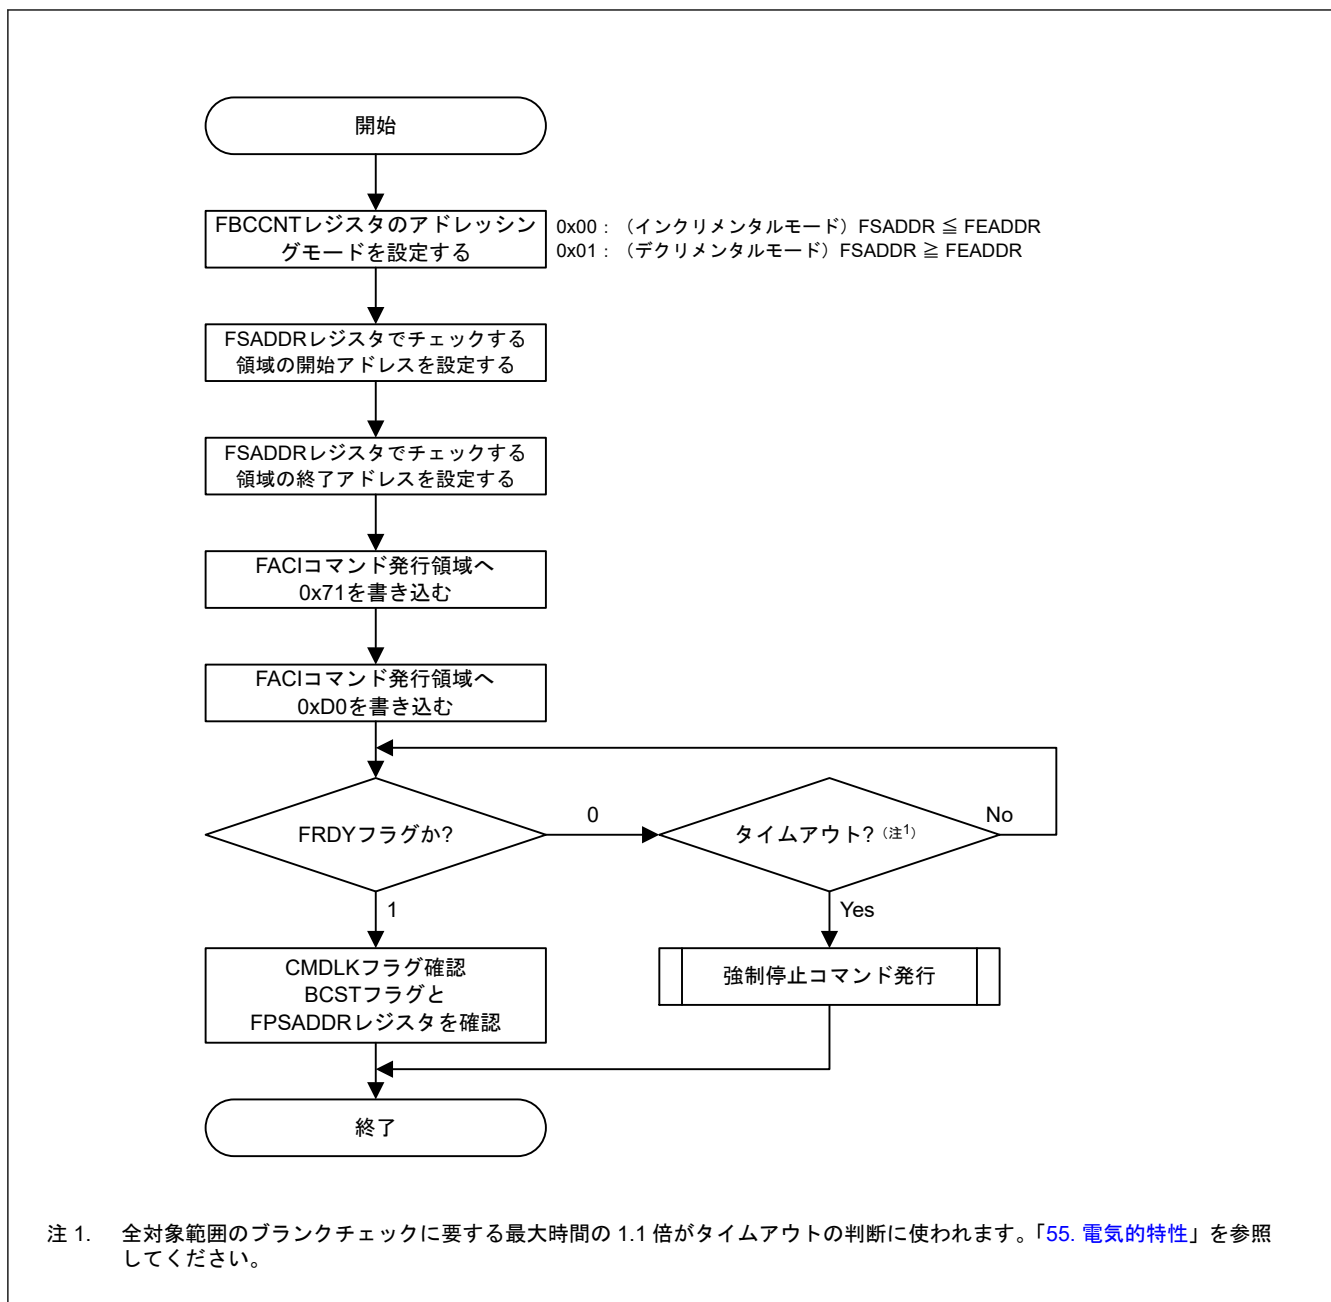 開始
FBCCNTレジスタのアドレッシン
グモードを設定する
0x00： （インクリメンタルモード）FSADDR ≦ FEADDR
0x01： （デクリメンタルモード）FSADDR ≧ FEADDR
FSADDRレジスタでチェックする
領域の開始アドレスを設定する
FSADDRレジスタでチェックする
領域の終了アドレスを設定する
FACIコマンド発行領域へ
0x71を書き込む
FACIコマンド発行領域へ
0xD0を書き込む
FRDYフラグか?
0
タイムアウト?（注1）
No
1
Yes
CMDLKフラグ確認
BCSTフラグと
FPSADDRレジスタを確認
強制停止コマンド発行
終了
注 1. 全対象範囲のブランクチェックに要する最大時間の 1.1 倍がタイムアウトの判断に使われます。「55. 電気的特性」を参照
してください。